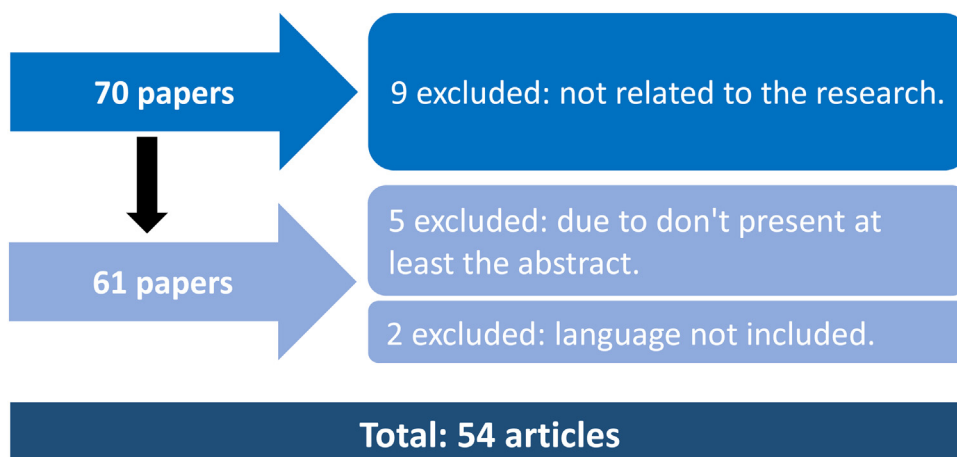 70 papers
9 excluded: not related to the research.
5 excluded: due to don't present at
least the abstract.
61 papers
2 excluded: language not included.
Total: 54 articles